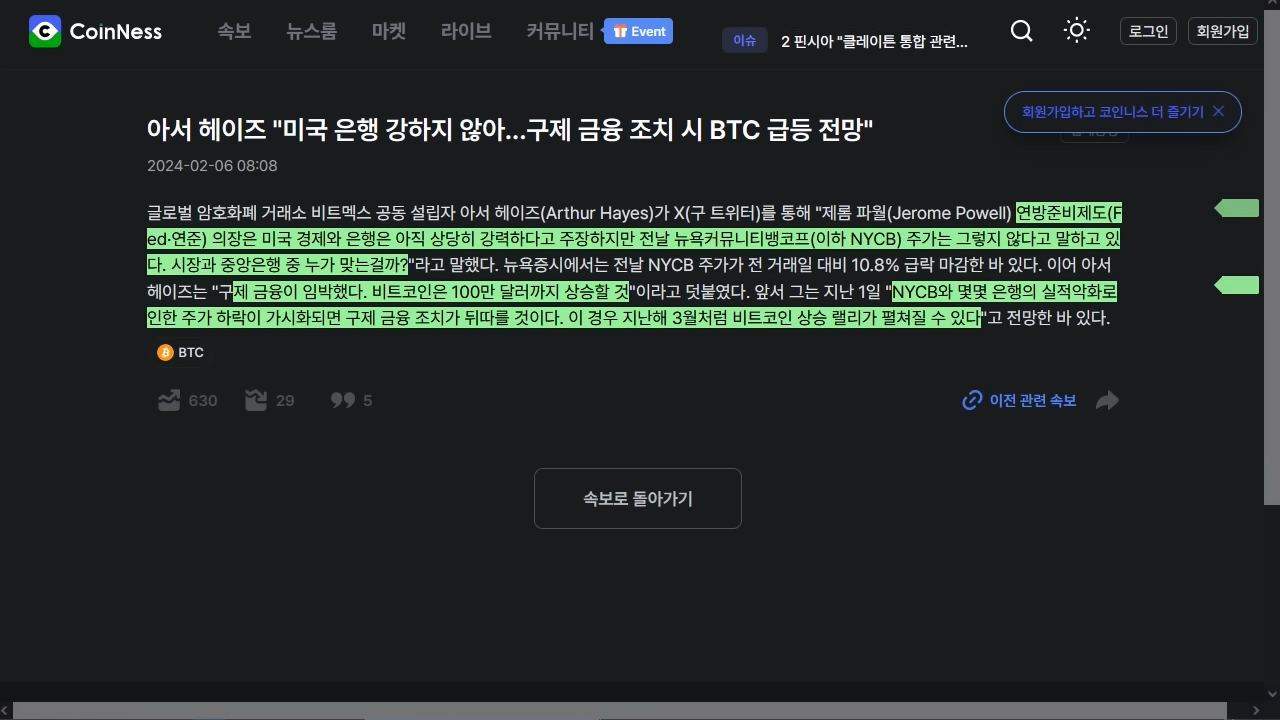 CoinNess
속보
뉴스룸
마켓
라이브
커뮤니티
Event
이슈
2 핀시아 "클레이튼 통합 관련...
로그인
회원가입
회원가입하고 코인니스 더 즐기기
아서 헤이즈 "미국 은행 강하지 않아...구제 금융 조치 시 BTC 급등 전망"
2024-02-06 08:08
글로벌 암호화폐 거래소 비트멕스 공동 설립자 아서 헤이즈(Arthur Hayes)가 X(구 트위터)를 통해 "제롬 파월(Jerome Powell) 연방준비제도(F
ed·연준) 의장은 미국 경제와 은행은 아직 상당히 강력하다고 주장하지만 전날 뉴욕커뮤니티뱅코프(이하 NYCB) 주가는 그렇지 않다고 말하고 있
다. 시장과 중앙은행 중 누가 맞는걸까?"라고 말했다. 뉴욕증시에서는 전날 NYCB 주가가 전 거래일 대비 10.8% 급락 마감한 바 있다. 이어 아서
헤이즈는 "구제 금융이 임박했다. 비트코인은 100만 달러까지 상승할 것"이라고 덧붙였다. 앞서 그는 지난 1일 "NYCB와 몇몇 은행의 실적악화로
인한 주가 하락이 가시화되면 구제 금융 조치가 뒤따를 것이다. 이 경우 지난해 3월처럼 비트코인 상승 랠리가 펼쳐질 수 있다"고 전망한 바 있다.
BTC
630
29
5
이전 관련 속보
속보로 돌아가기